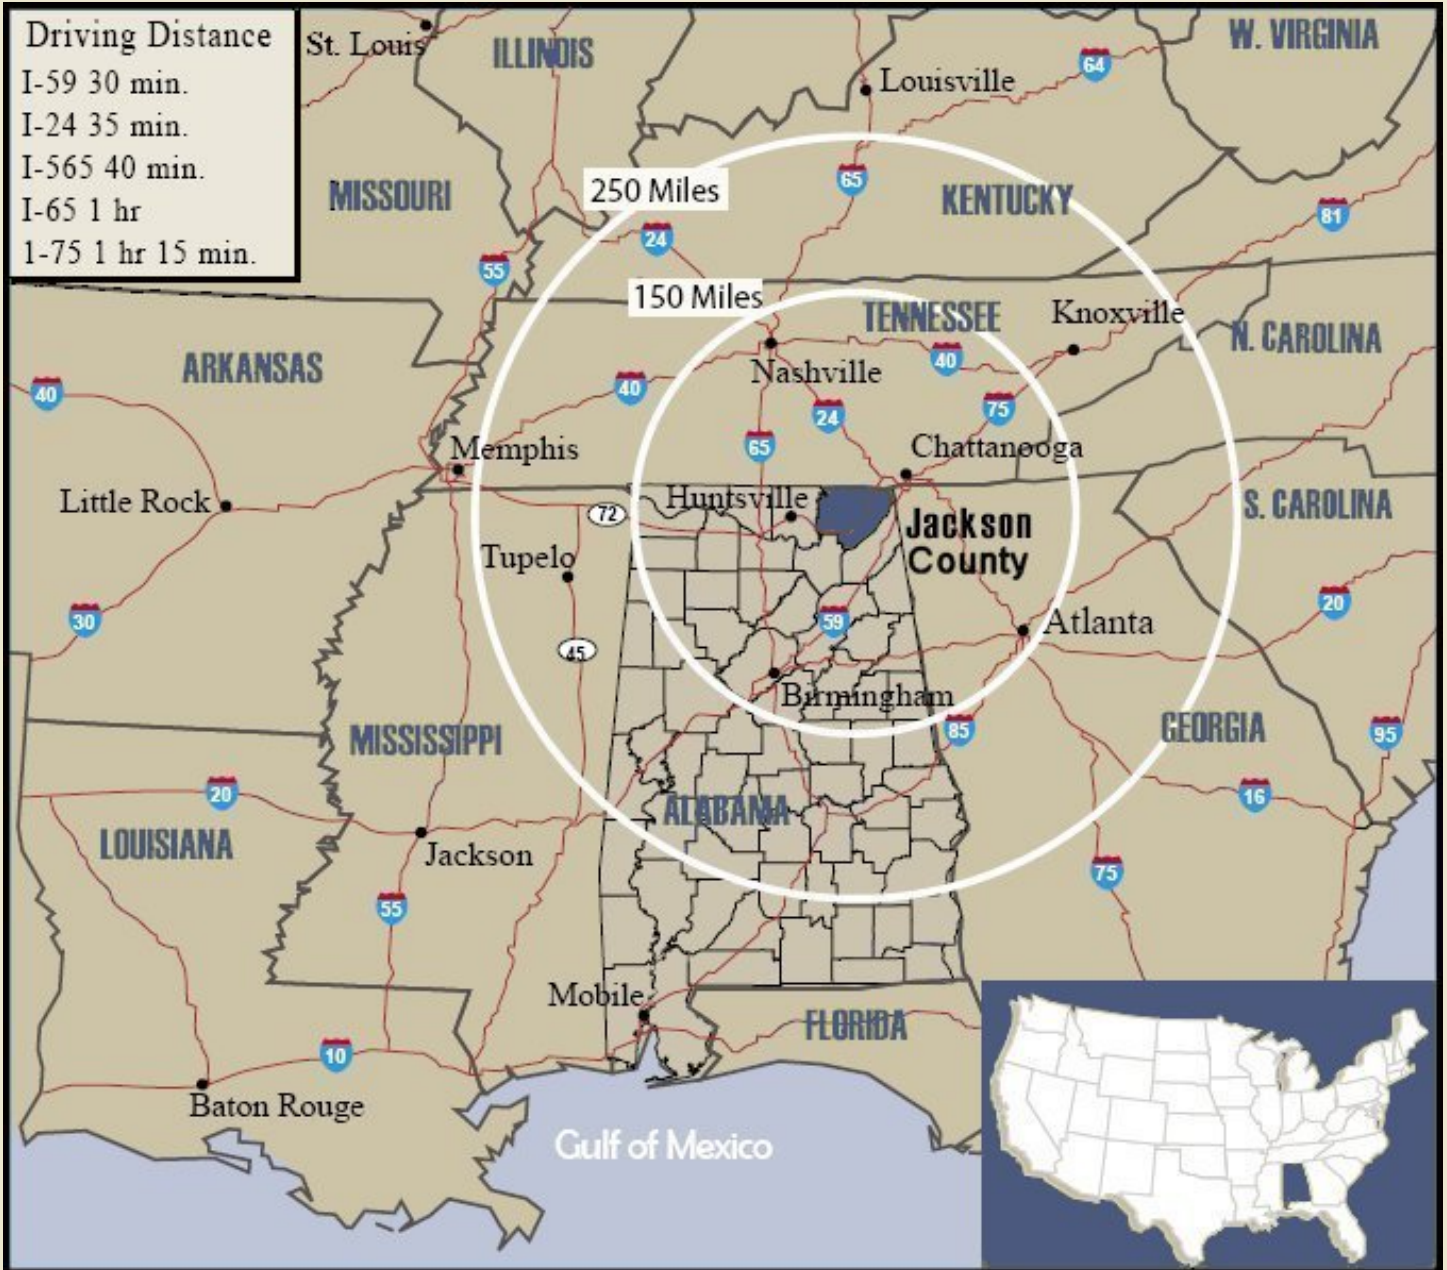 Driving Distance
I-59 30 min.
I-24 35 min.
I-565 40 min.
I-65 1 hr
1-75 1 hr 15 min.
St. Louis
ILLINOIS
W. VIRGINIA
Louisville
64
MISSOURI
250 Miles
65
KENTUCKY
24
81
55
150 Miles
TENNESSEE
Knoxville
N. CAROLINA
ARKANSAS
40
40
Nashville
40
24
75
65
Memphis
Chattanooga
Little Rock
72
Huntsville
Jackson
County
S. CAROLINA
Tupelo
30
59
20
45
Atlanta
Birmingham
MISSISSIPPI
85
GEORGIA
95
20
ALABAMA
16
LOUISIANA
Jackson
75
55
Mobile
FLORIDA
10
Baton Rouge
Gulf of Mexico